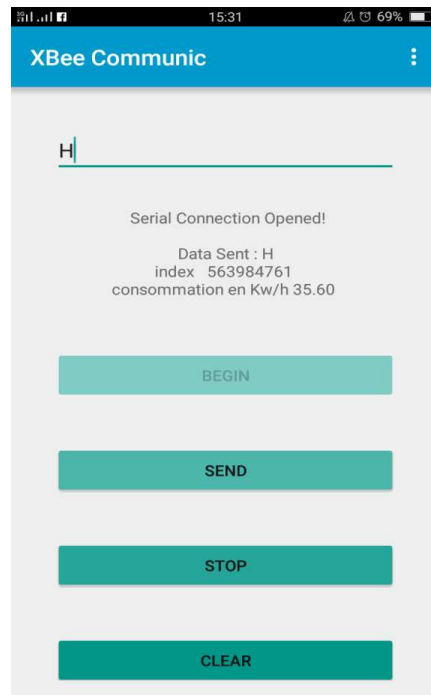 3G 15:31 69%
XBee Communic
H
Serial Connection Opened!
Data Sent : H
index 563984761
consommation en Kw/h 35.60
BEGIN
SEND
STOP
CLEAR